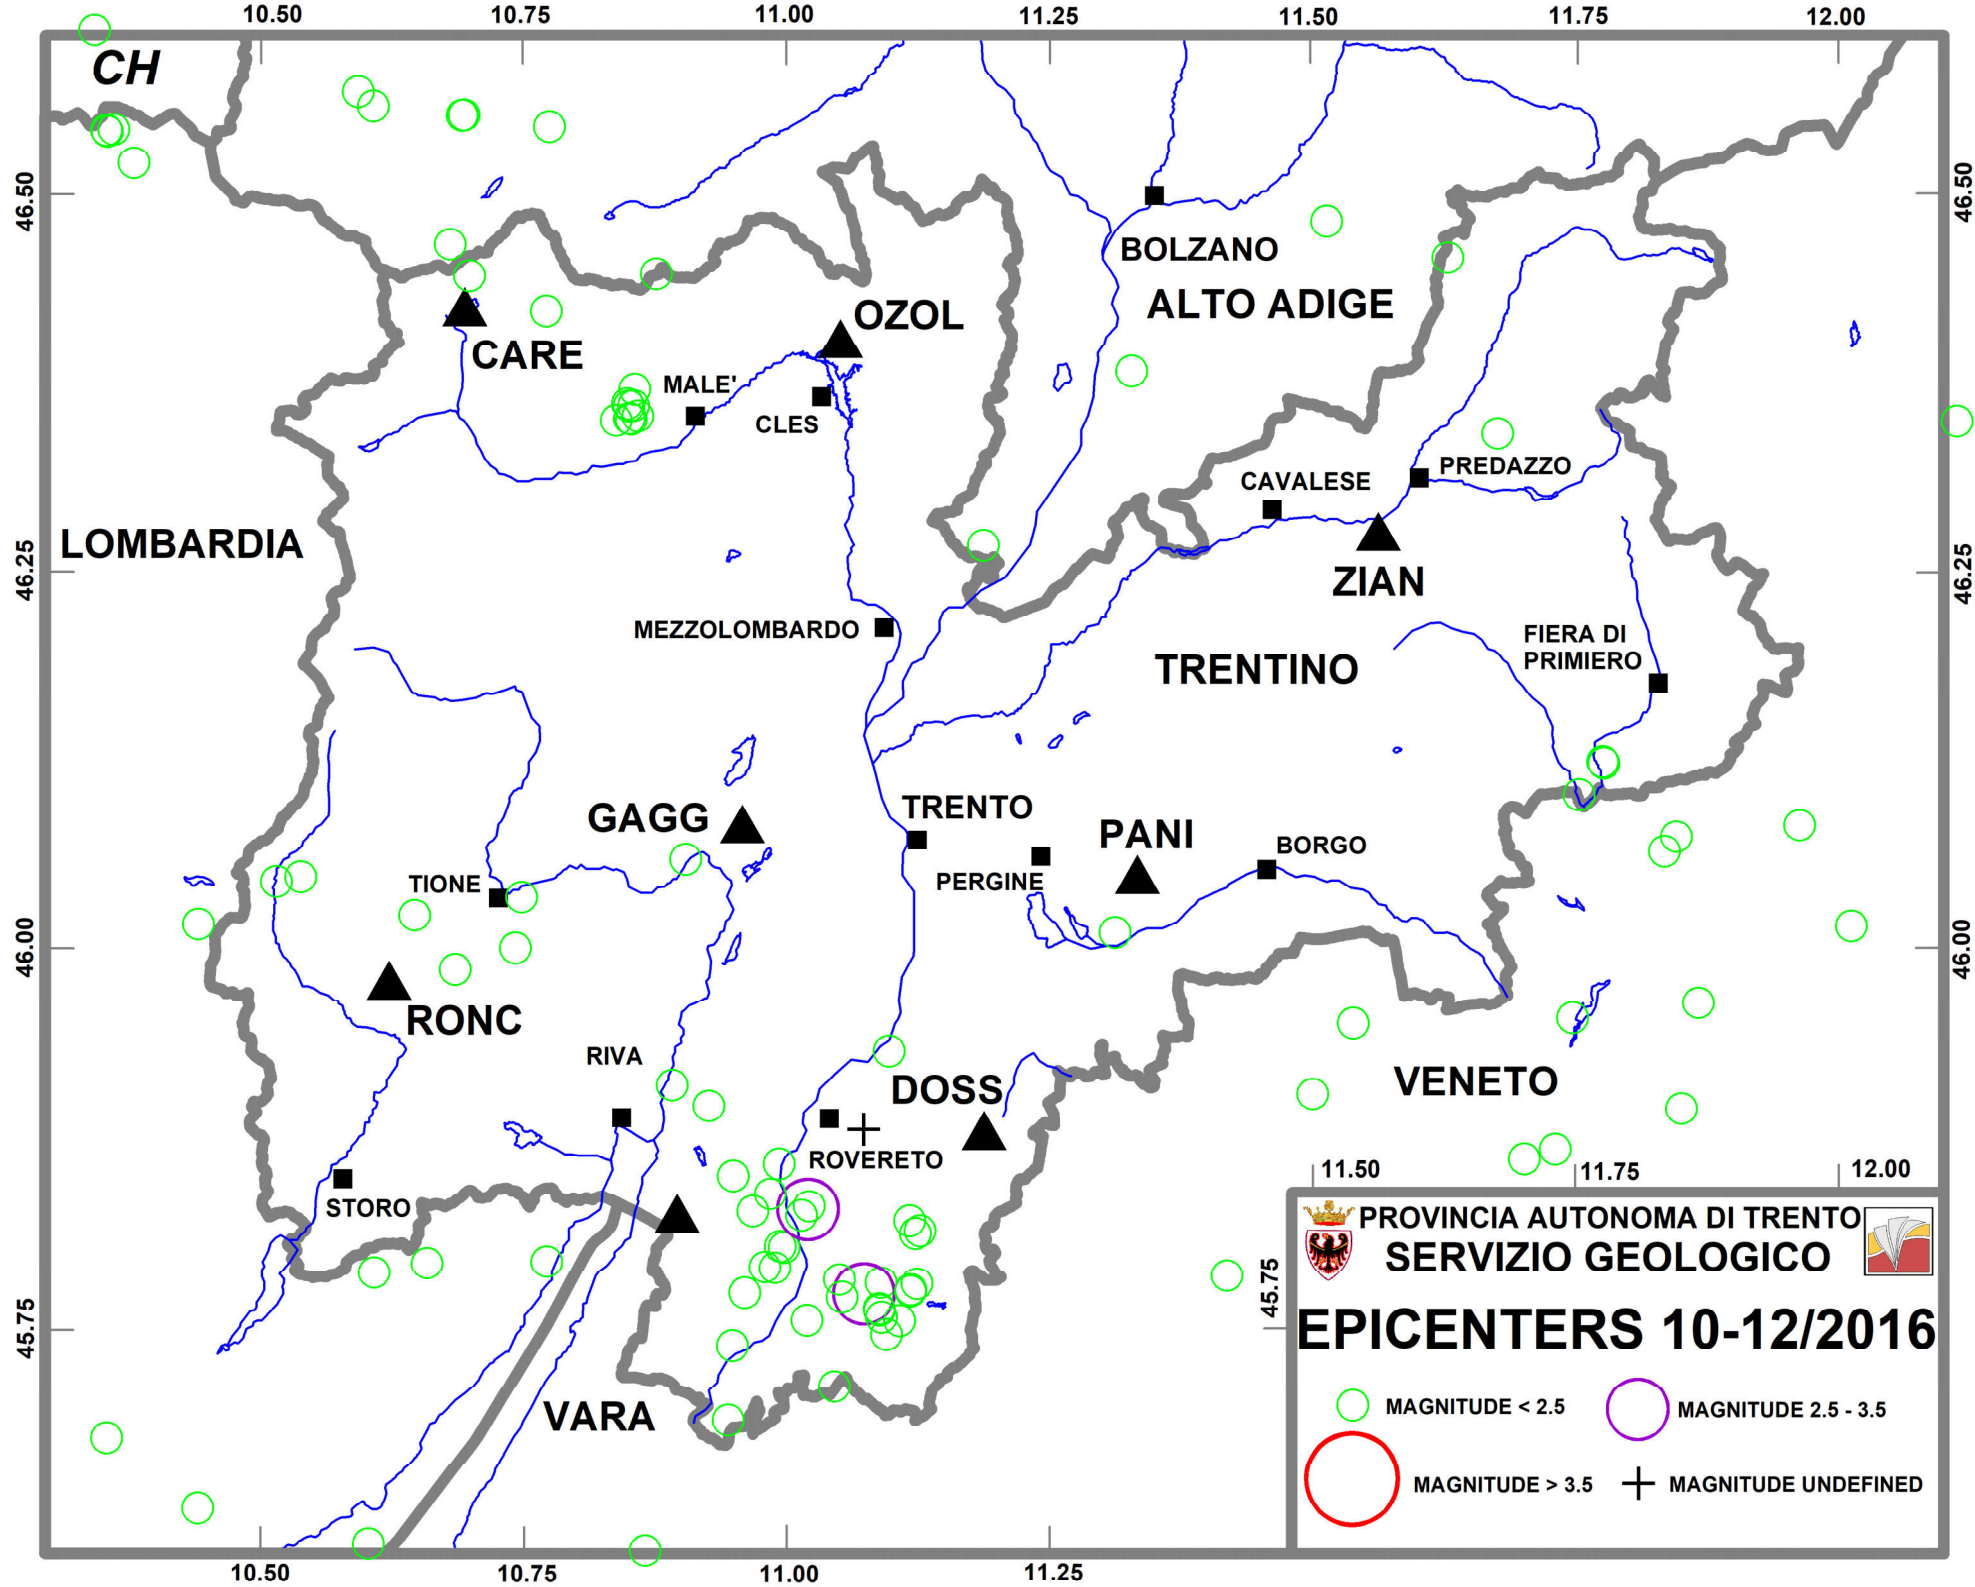 10.50 10.75 11.00 11.25 11.50 11.75 12.00
CH
46.50
46.50
BOLZANO
ALTO ADIGE
OZOL
CARE
MALE'
CLES
PREDAZZO
CAVALESE
LOMBARDIA
46.25
46.25
ZIAN
MEZZOLOMBARDO
FIERA DI
PRIMIERO
TRENTINO
GAGG
TRENTO
PANI
BORGO
PERGINE
TIONE
46.00
46.00
RONC
RIVA
DOSS
VENETO
ROVERETO
STORO
11.50 11.75 12.00
PROVINCIA AUTONOMA DI TRENTO
SERVIZIO GEOLOGICO
45.75
45.75
EPICENTERS 10-12/2016
VARA
MAGNITUDE < 2.5
MAGNITUDE 2.5 - 3.5
MAGNITUDE > 3.5
MAGNITUDE UNDEFINED
10.50 10.75 11.00 11.25